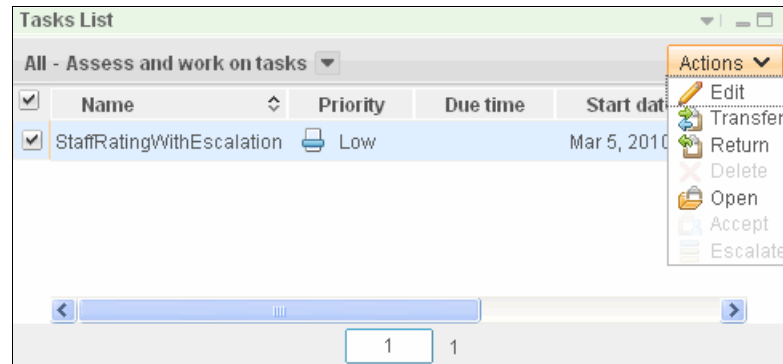 Tasks List
All - Assess and work on tasks
Actions
Name Priority Due time Start dat
Edit
Transfer
StaffRatingWithEscalation Low Mar 5, 2010
Return
Delete
Open
Accept
Escalate
1 1